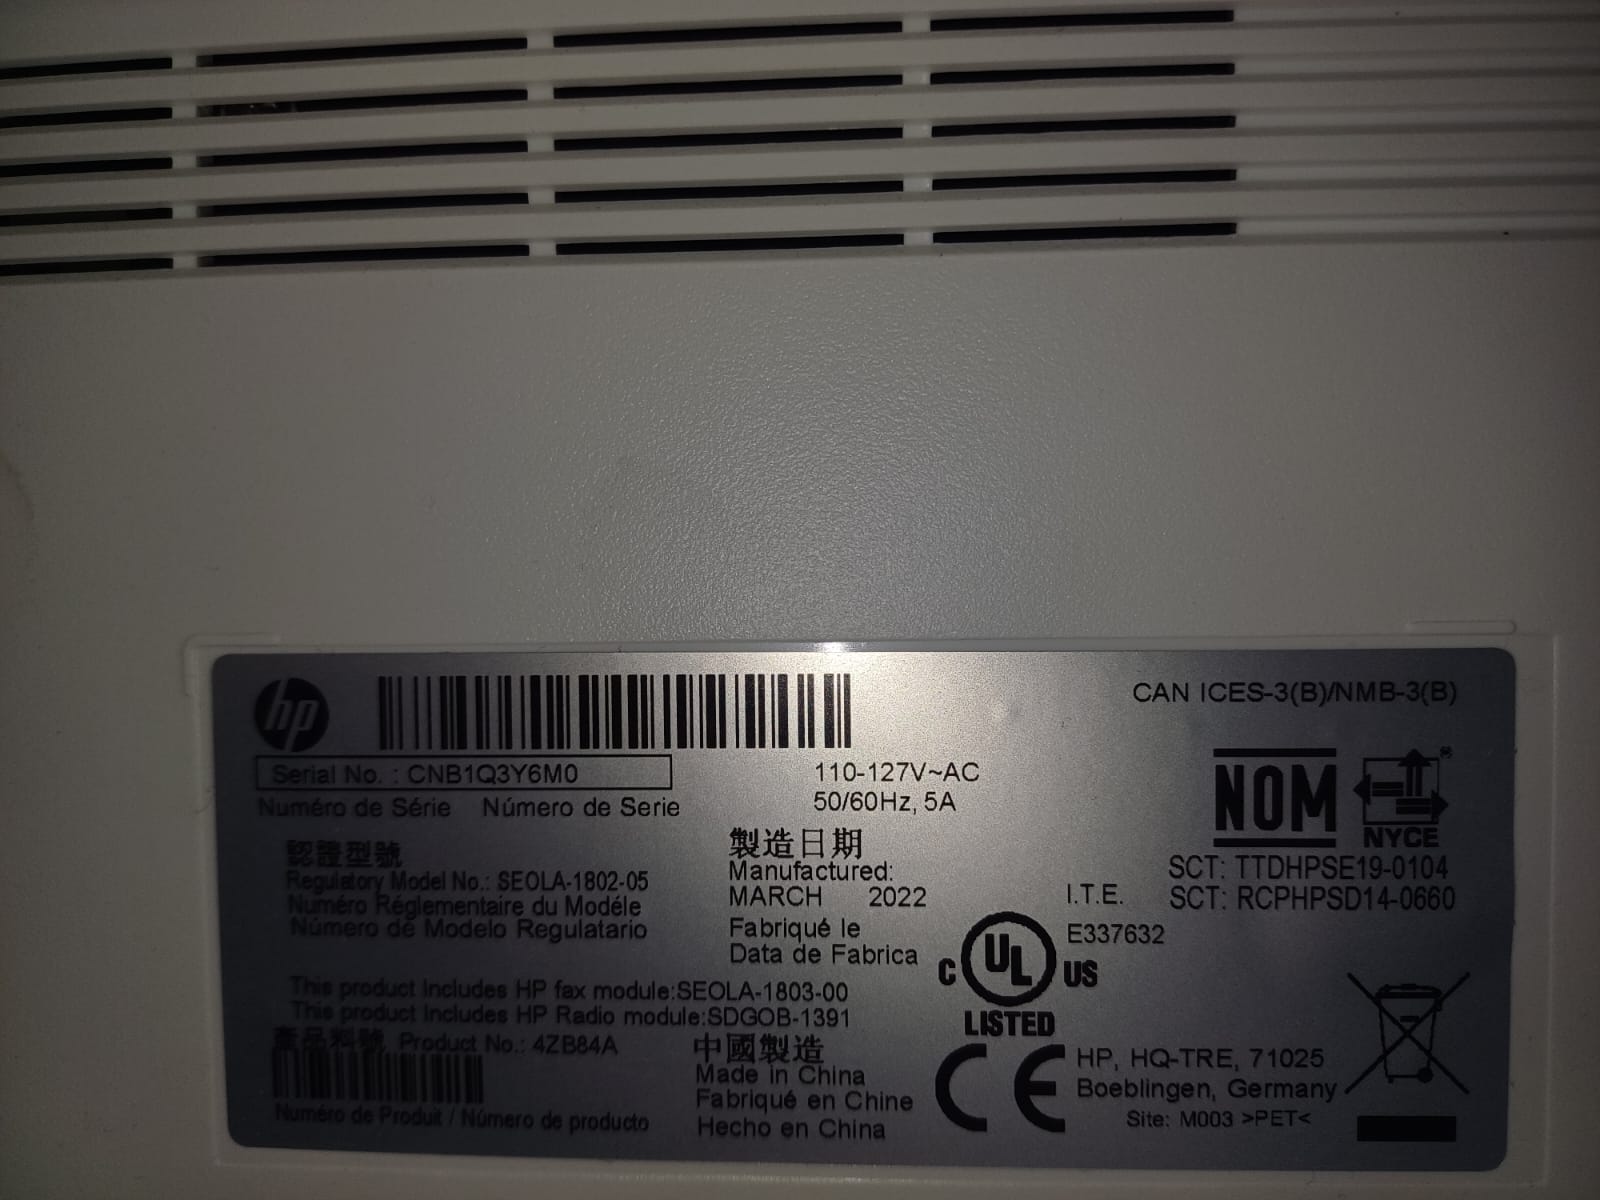 hp
CAN ICES-3(B)/NMB-3(B)
Serial No. : CNB1Q3Y6M0
Numéro de Série Número de Serie
110-127V~AC
50/60Hz, 5A
NOM
NYCE
認證型號
Regulatory Model No.: SEOLA-1802-05
Numéro Réglementaire du Modéle
Número de Modelo Regulatario
製造日期
Manufactured:
MARCH 2022
Fabriqué le
Data de Fabrica
SCT: TTDHPSE19-0104
SCT: RCPHPSD14-0660
I.T.E.
E337632
C UL US
LISTED
This product Includes HP fax module:SEOLA-1803-00
This product Includes HP Radio module:SDGOB-1391
產品料號 Product No.: 4ZB84A
Numéro de Produit / Número de producto
中國製造
Made in China
Fabriqué en Chine
Hecho en China
CE
HP, HQ-TRE, 71025
Boeblingen, Germany
Site: M003 >PET<